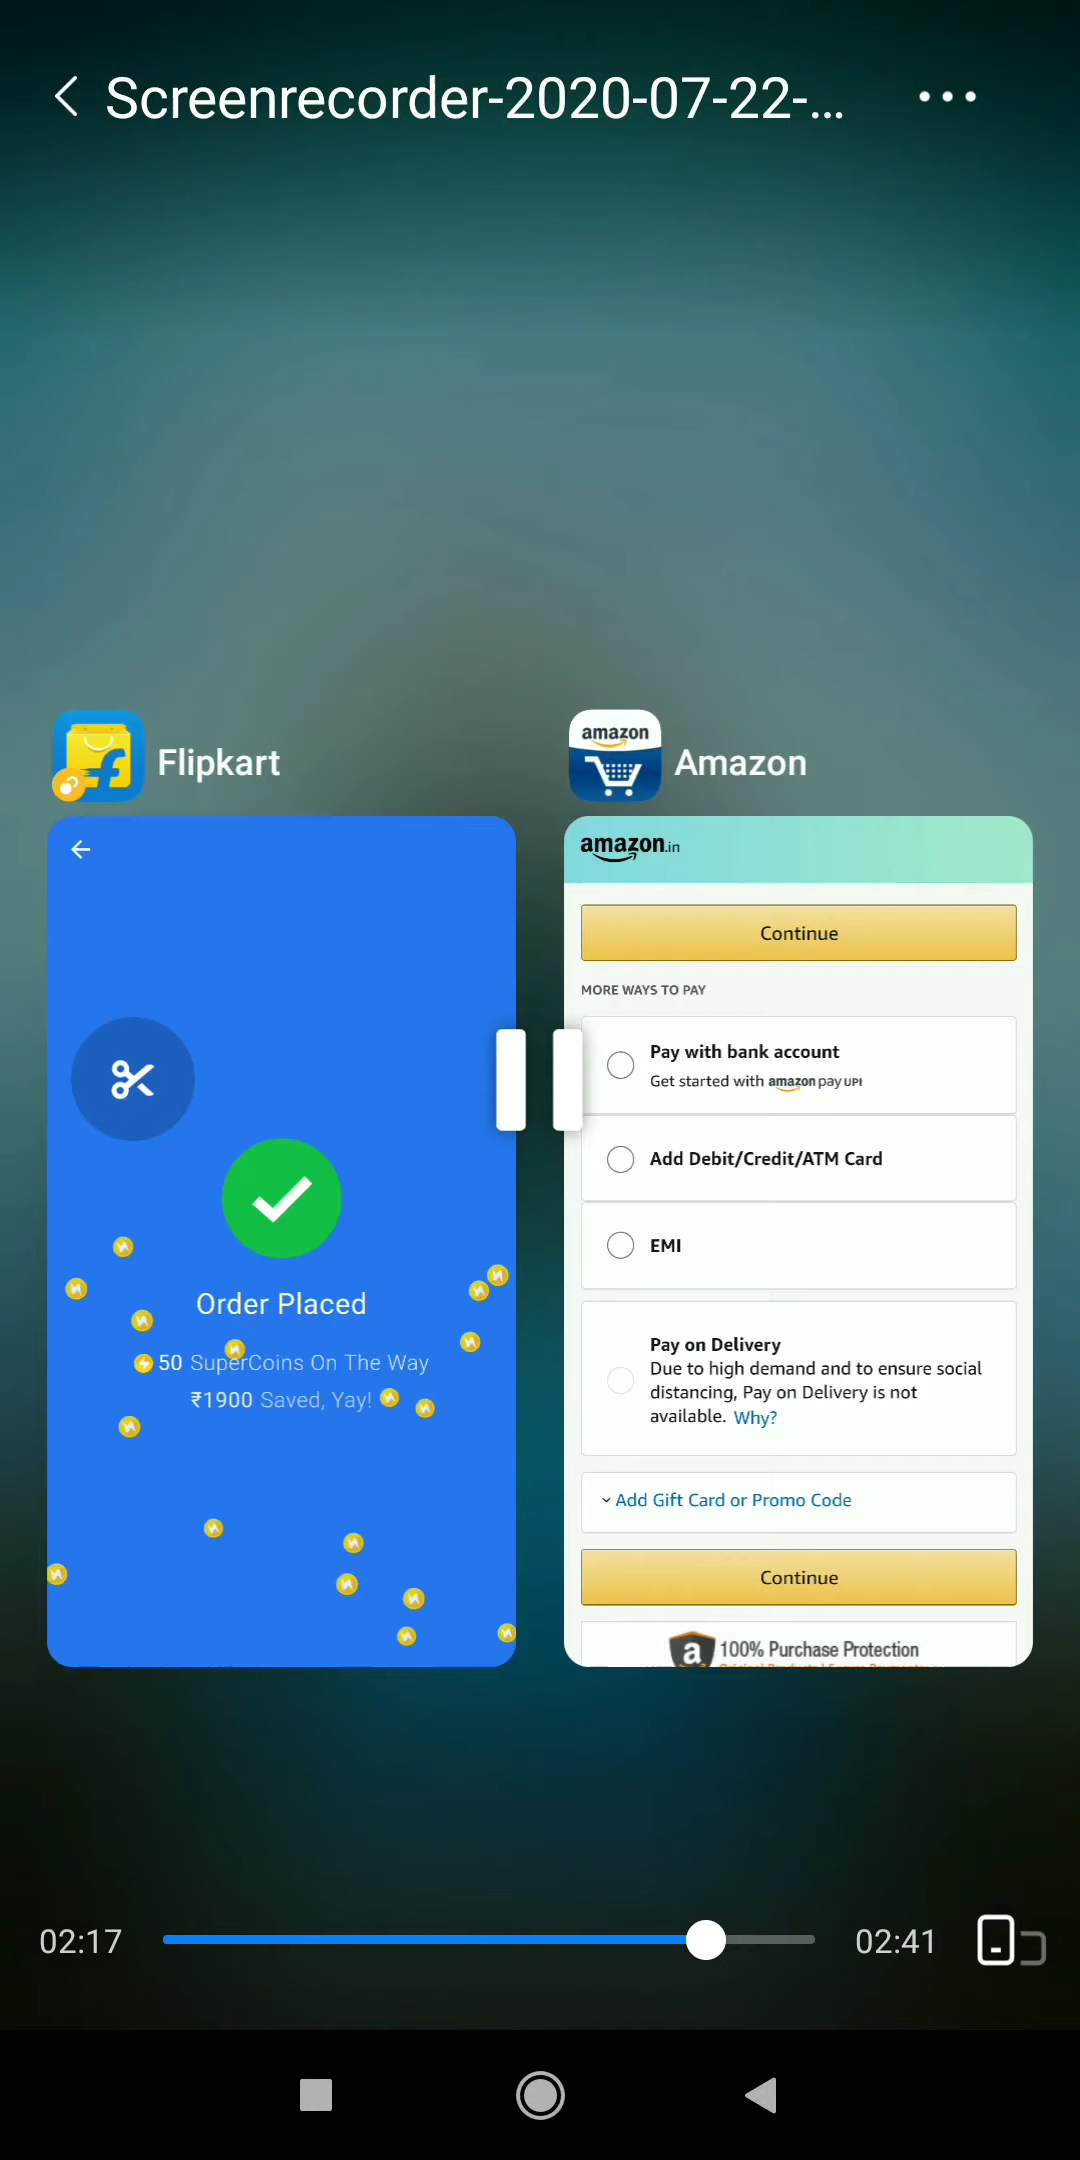 Screenrecorder-2020-07-22-...
Flipkart
amazon
Amazon
amazon.in
Continue
MORE WAYS TO PAY
Pay with bank account
Get started with amazon pay UPI
Add Debit/Credit/ATM Card
EMI
Pay on Delivery
Due to high demand and to ensure social
distancing, Pay on Delivery is not
available. Why?
Add Gift Card or Promo Code
Continue
a 100% Purchase Protection
Order Placed
50 SuperCoins On The Way
₹1900 Saved, Yay!
02:17
02:41